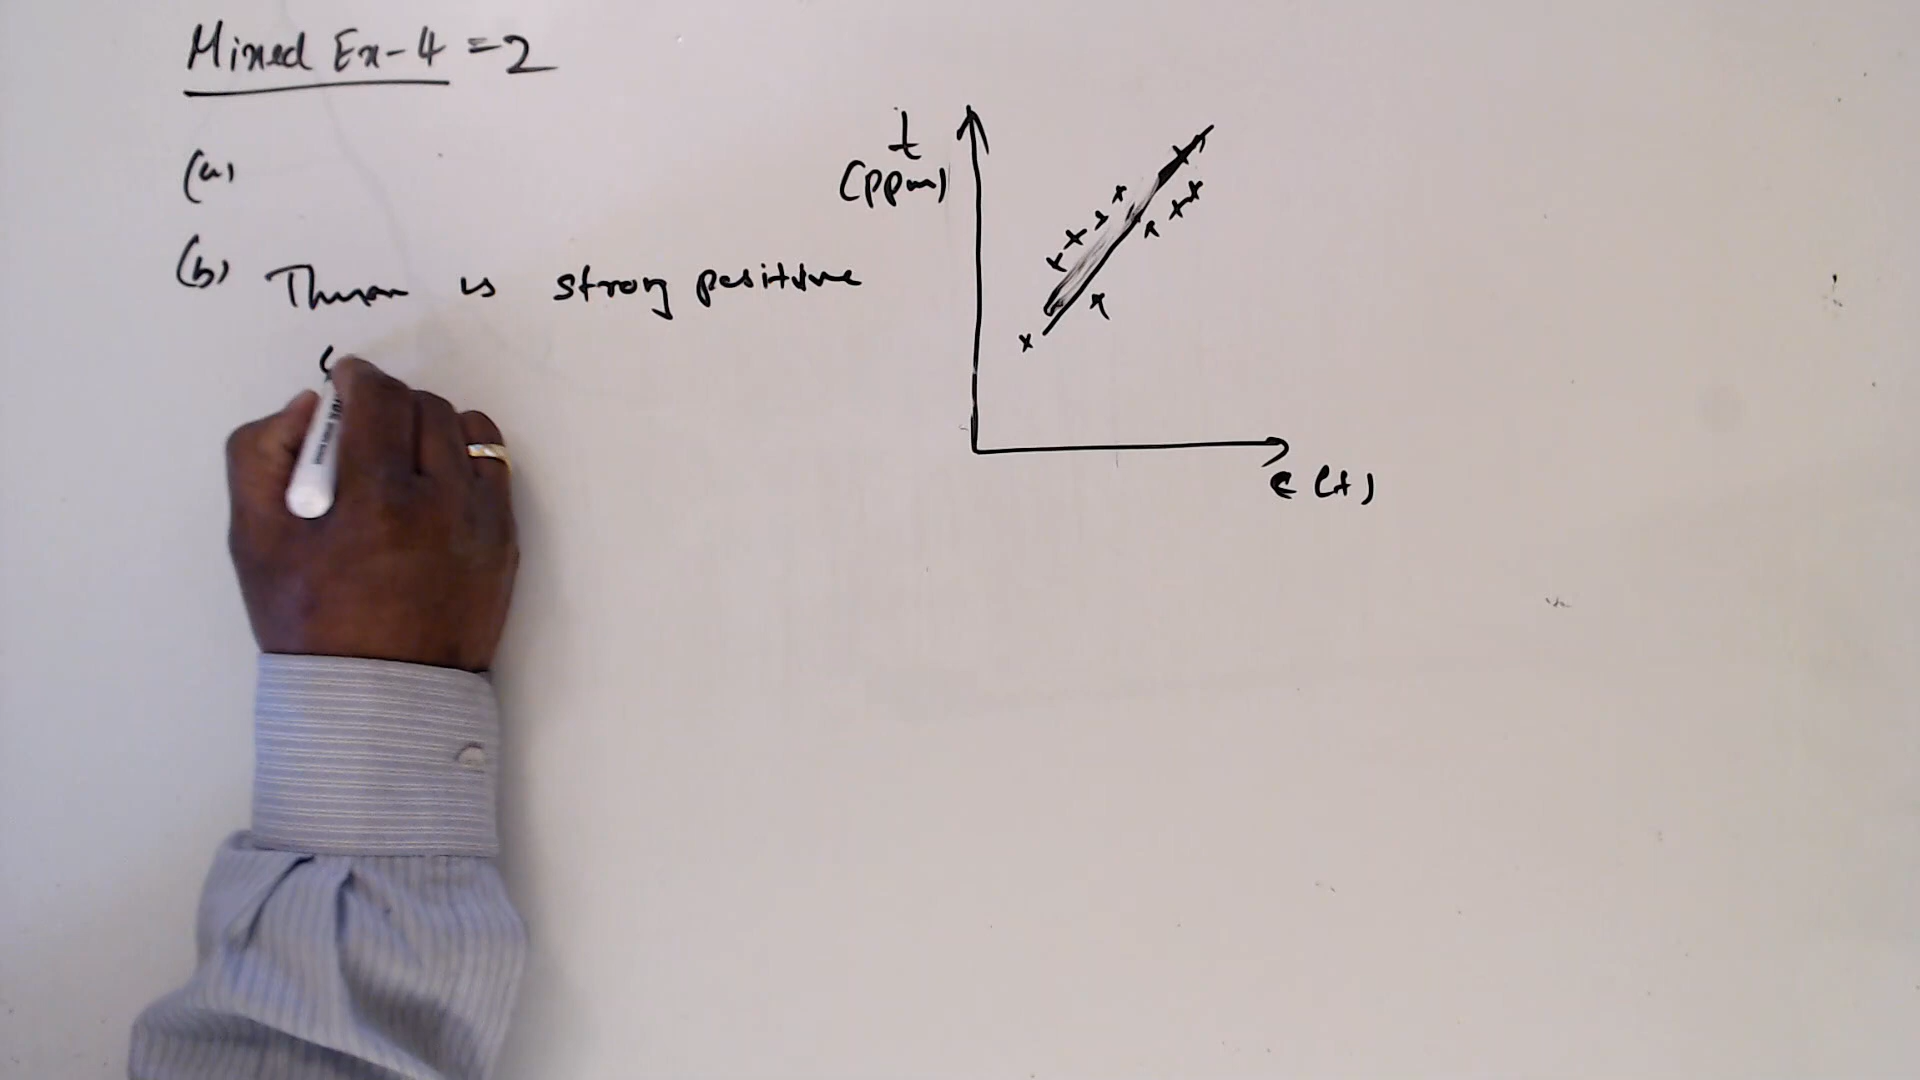 Mixed Ex-4 = 2
(a)
(b) There is strong positive
t
(ppm)
c (t)